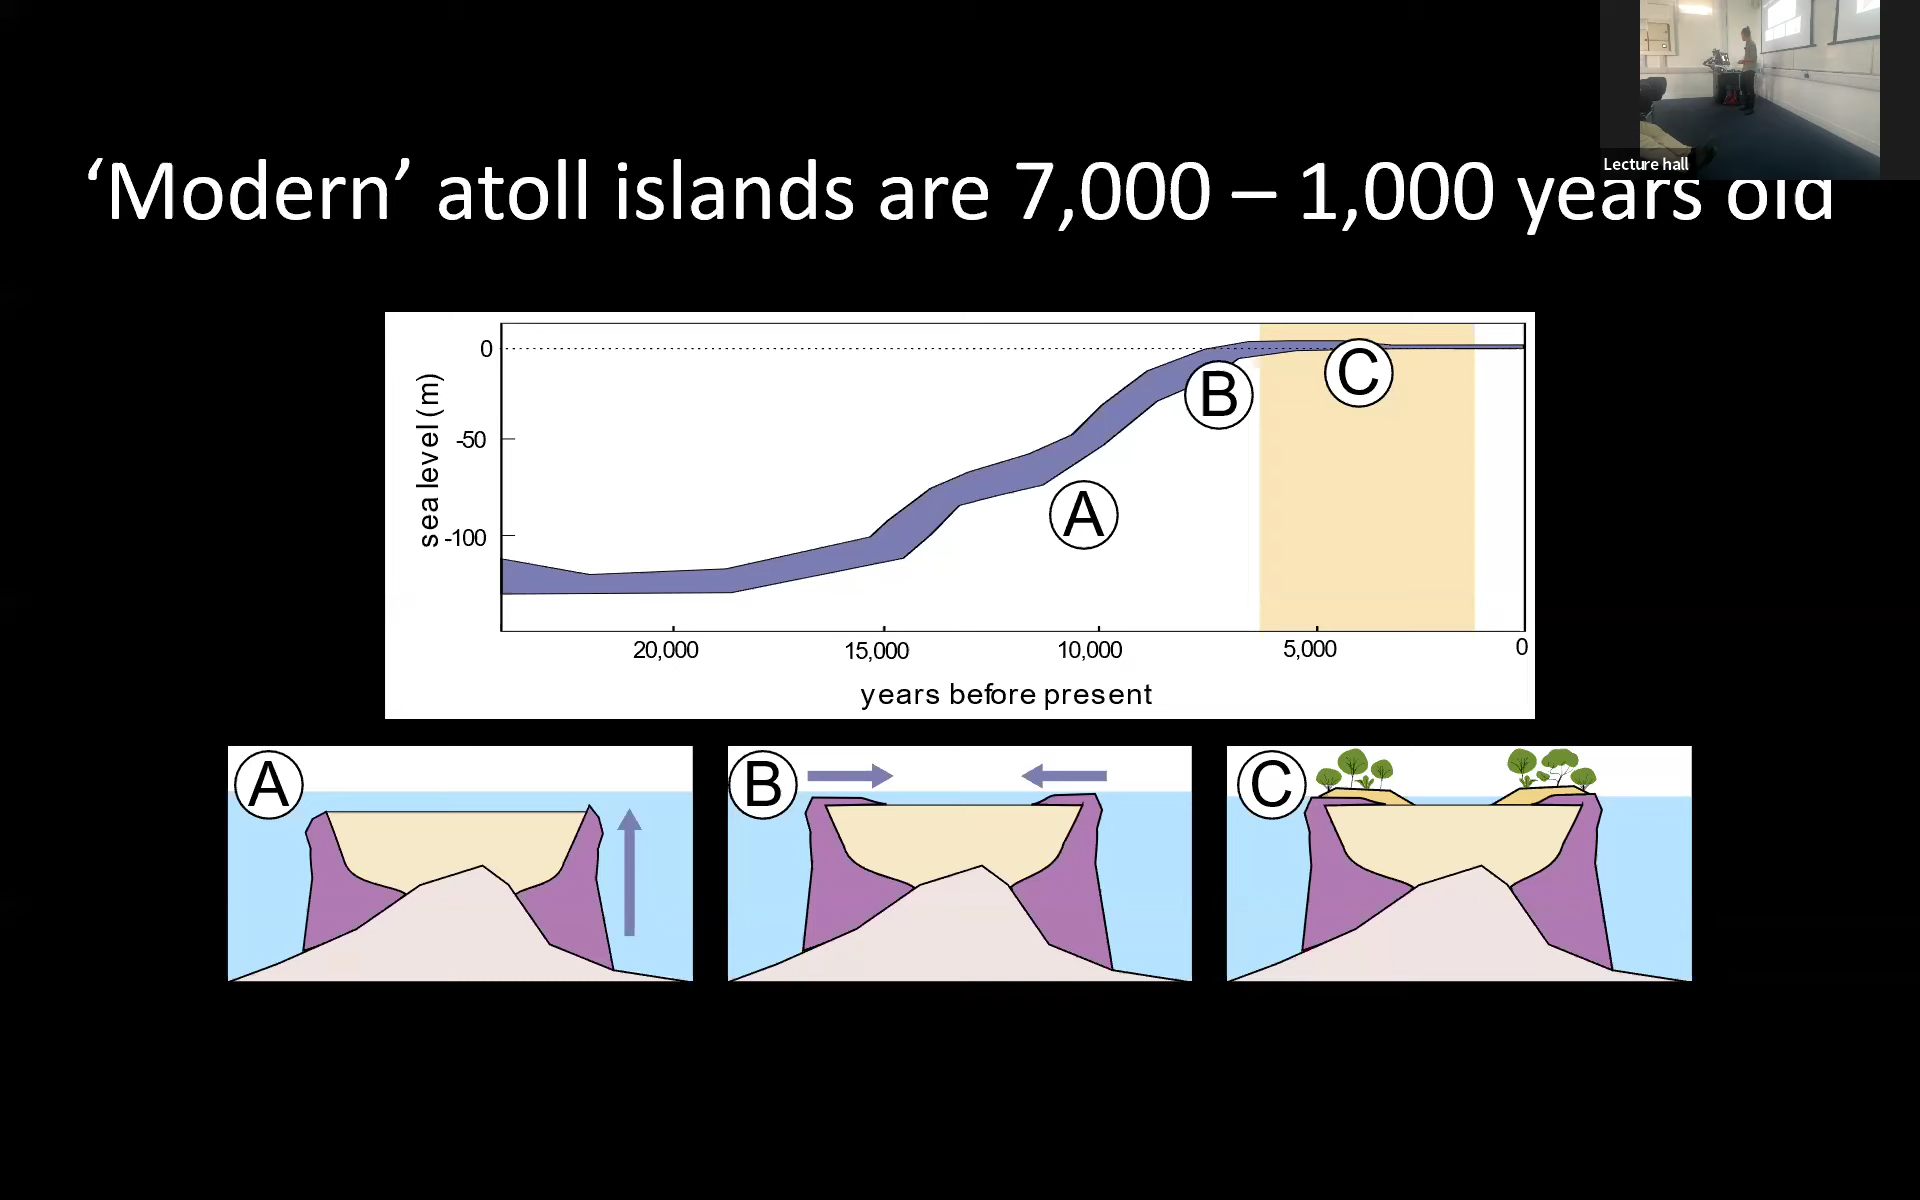 Lecture hall
‘Modern’ atoll islands are 7,000 – 1,000 years old
sea level (m)
0
-50
-100
A
B
C
20,000
15,000
10,000
5,000
0
years before present
A
B
C